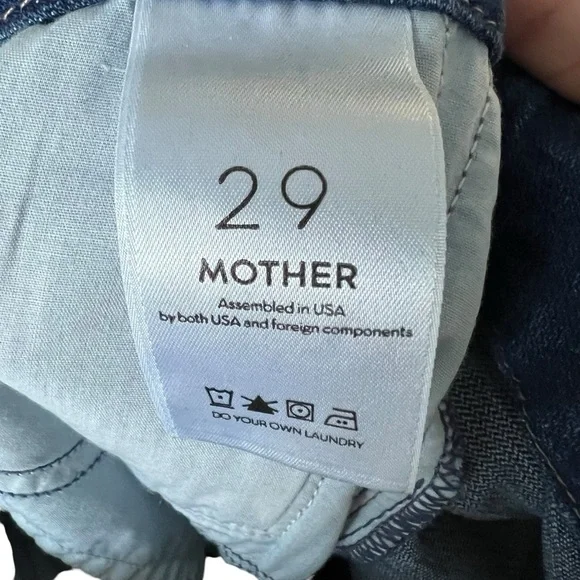 29
MOTHER
Assembled in USA
by both USA and foreign components
DO YOUR OWN LAUNDRY